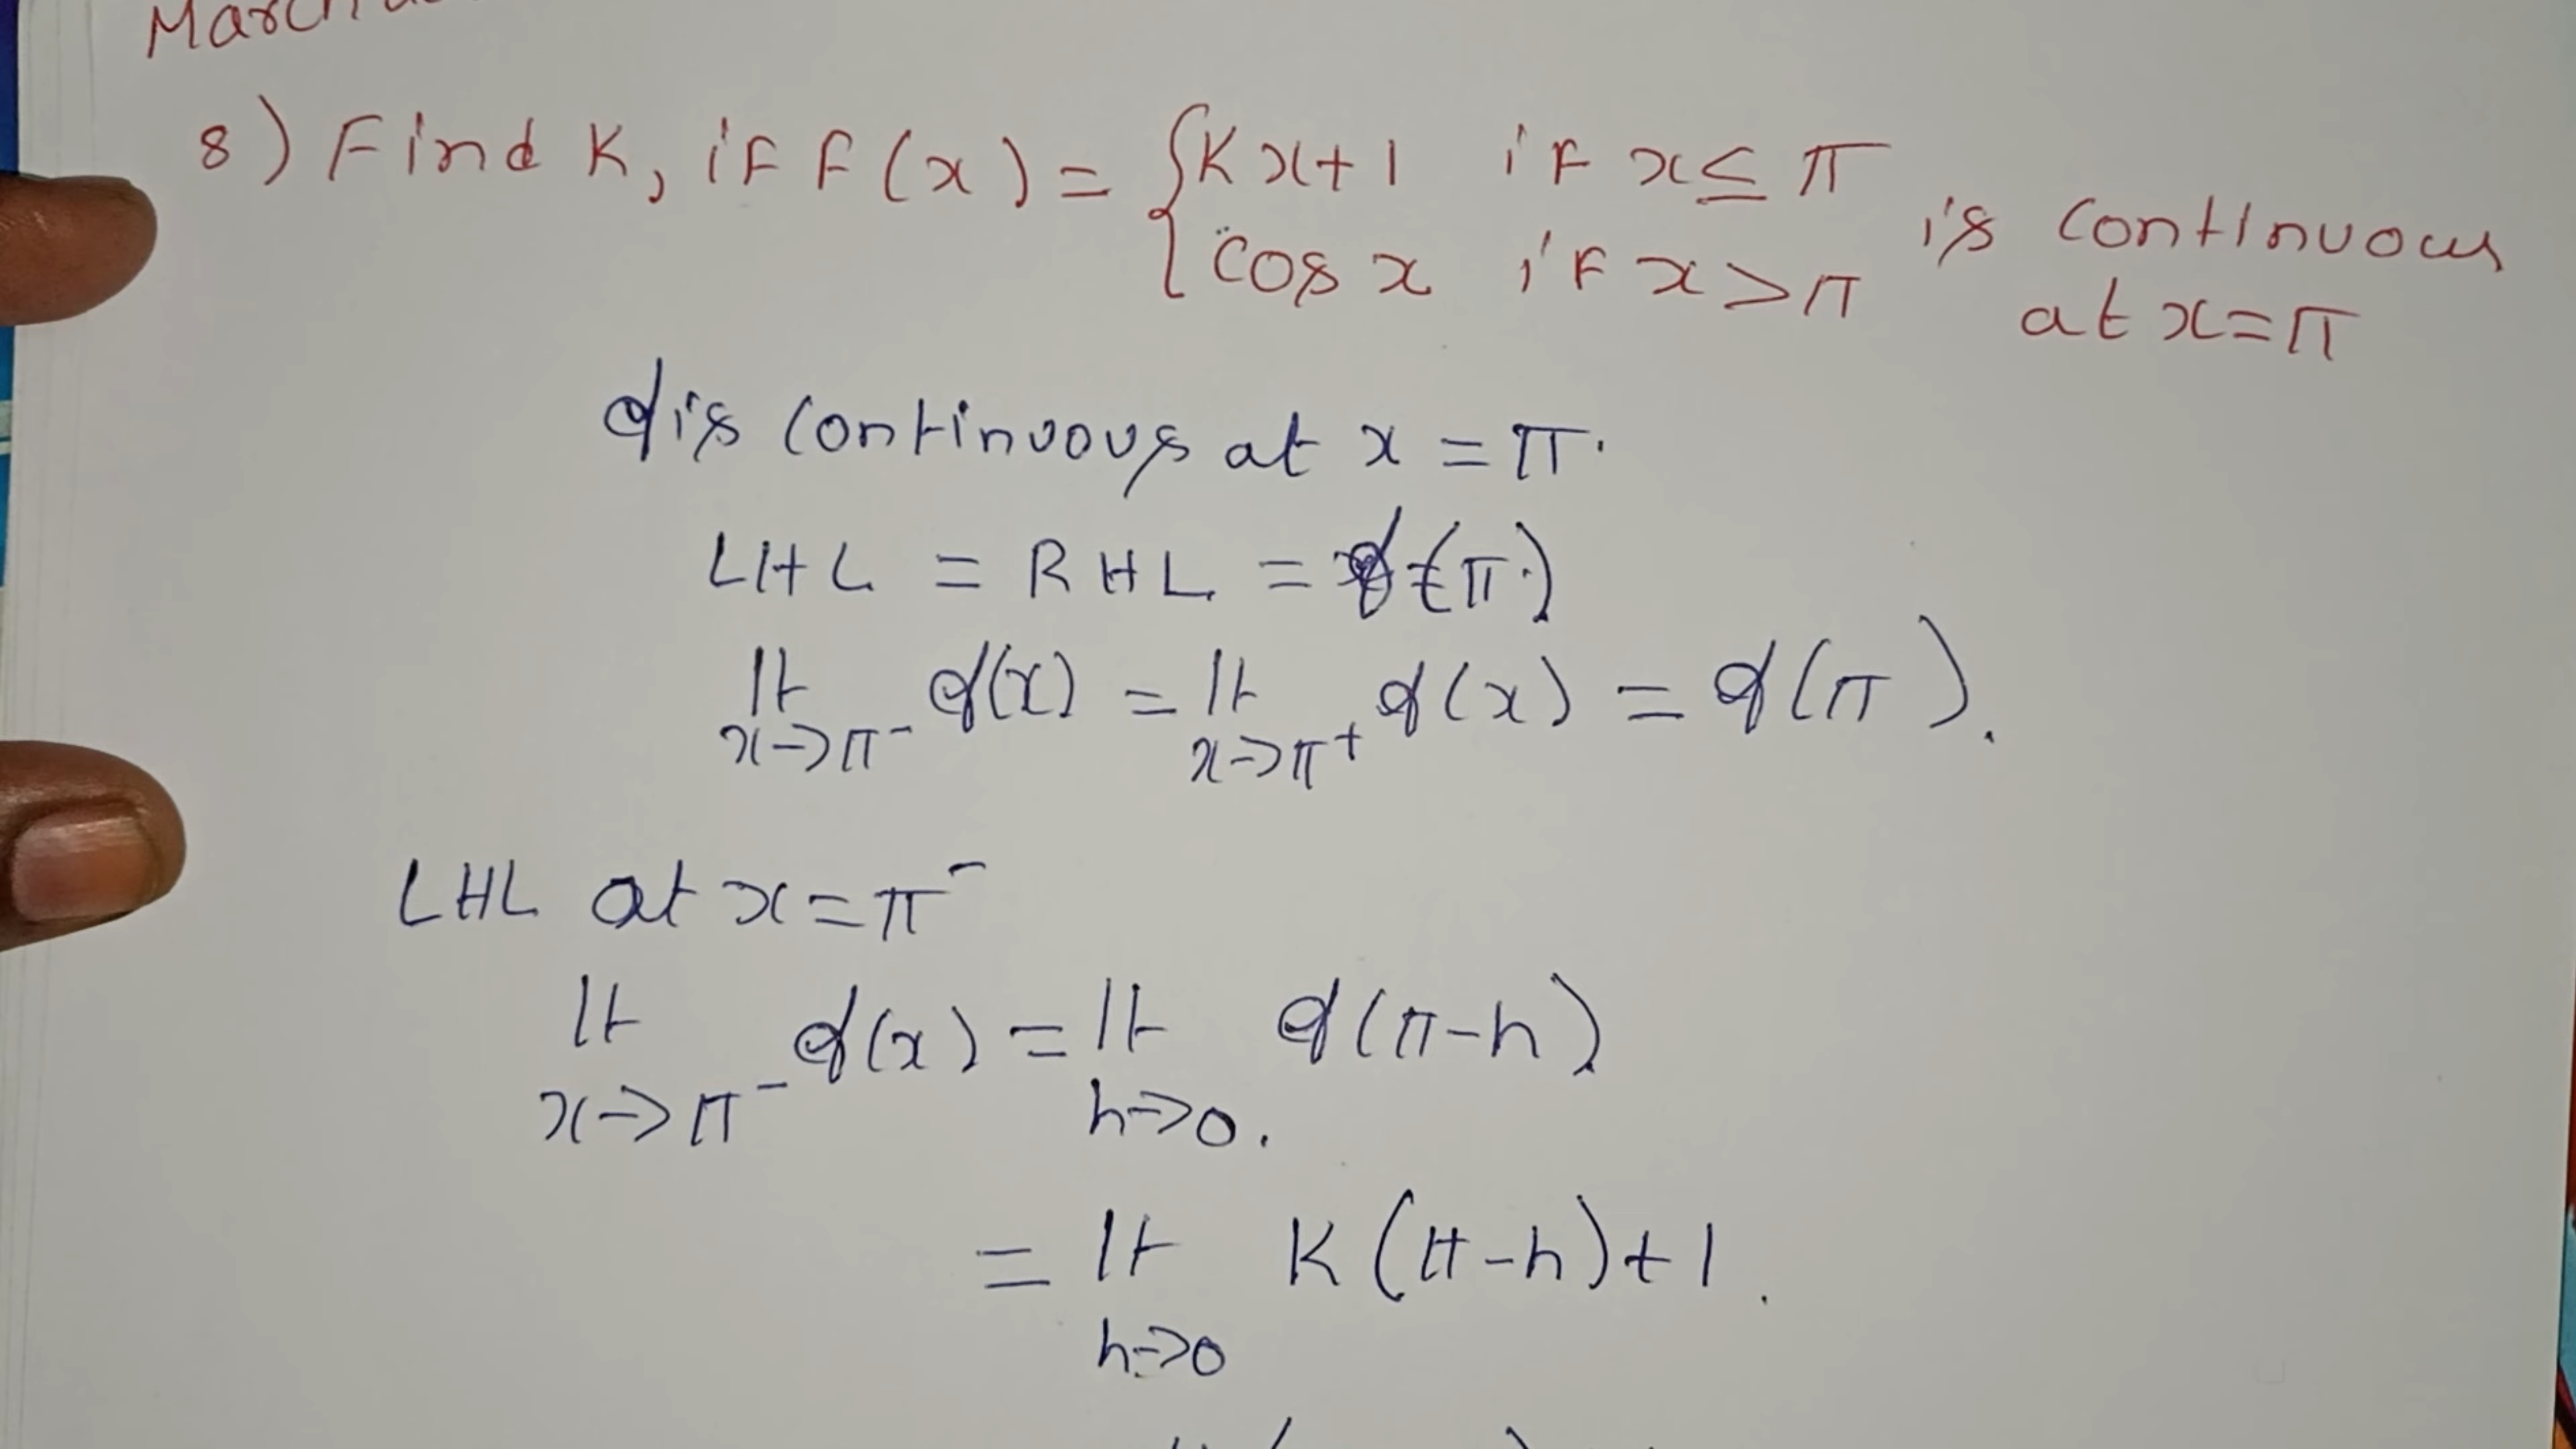 March
8) Find K, if f(x) = { Kx+1 if x ≤ π
{ cos x if x > π is continuous
at x = π
f is continuous at x = π.
LHL = RHL = f(π)
lt x→π⁻ f(x) = lt x→π⁺ f(x) = f(π).
LHL at x = π⁻
lt x→π⁻ f(x) = lt h→0. f(π-h)
= lt h→0 K(π-h)+1.